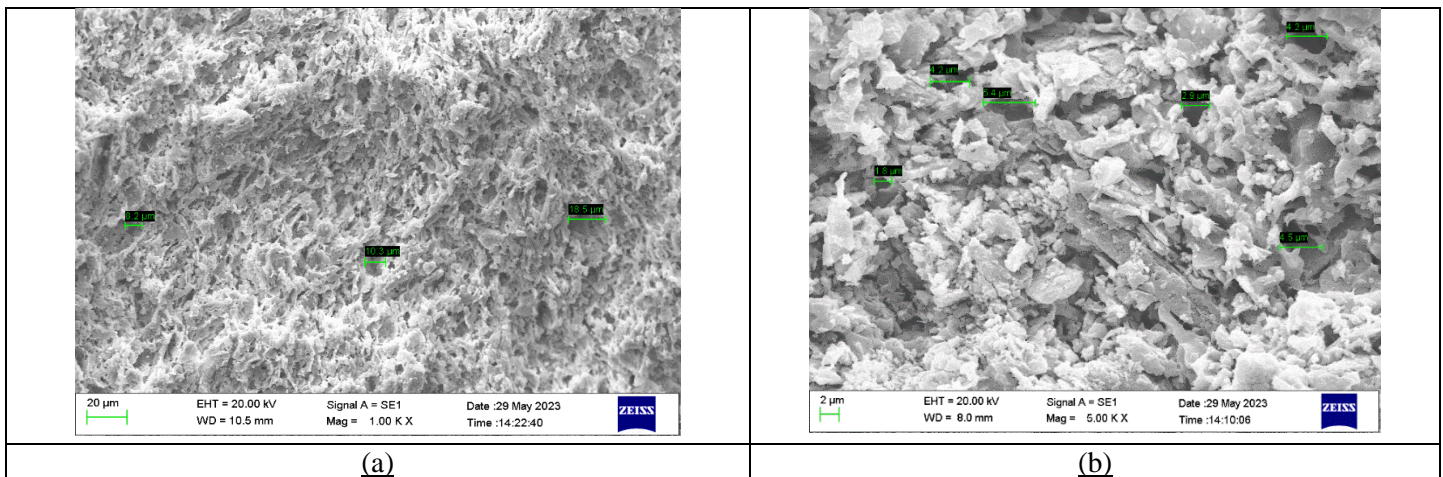 8.2 µm
10.3 µm
18.5 µm
20 µm
EHT = 20.00 kV
WD = 10.5 mm
Signal A = SE1
Mag = 1.00 K X
Date :29 May 2023
Time :14:22:40
ZEISS
(a)
4.2 µm
4.2 µm
5.4 µm
2.9 µm
1.8 µm
4.5 µm
2 µm
EHT = 20.00 kV
WD = 8.0 mm
Signal A = SE1
Mag = 5.00 K X
Date :29 May 2023
Time :14:10:06
ZEISS
(b)